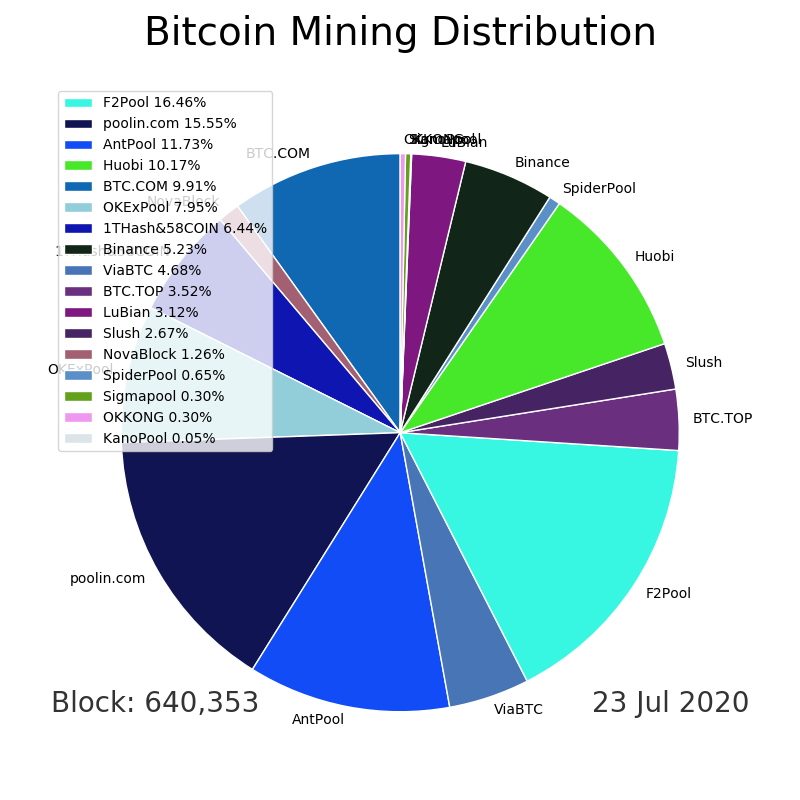 Bitcoin Mining Distribution
F2Pool 16.46%
poolin.com 15.55%
AntPool 11.73%
Huobi 10.17%
BTC.COM 9.91%
OKExPool 7.95%
1THash&58COIN 6.44%
Binance 5.23%
ViaBTC 4.68%
BTC.TOP 3.52%
LuBian 3.12%
Slush 2.67%
NovaBlock 1.26%
SpiderPool 0.65%
Sigmapool 0.30%
OKKONG 0.30%
KanoPool 0.05%
BTC.COM
NovaBlock
OKExPool
poolin.com
AntPool
ViaBTC
F2Pool
BTC.TOP
Slush
Huobi
SpiderPool
Binance
LuBian
Block: 640,353
23 Jul 2020